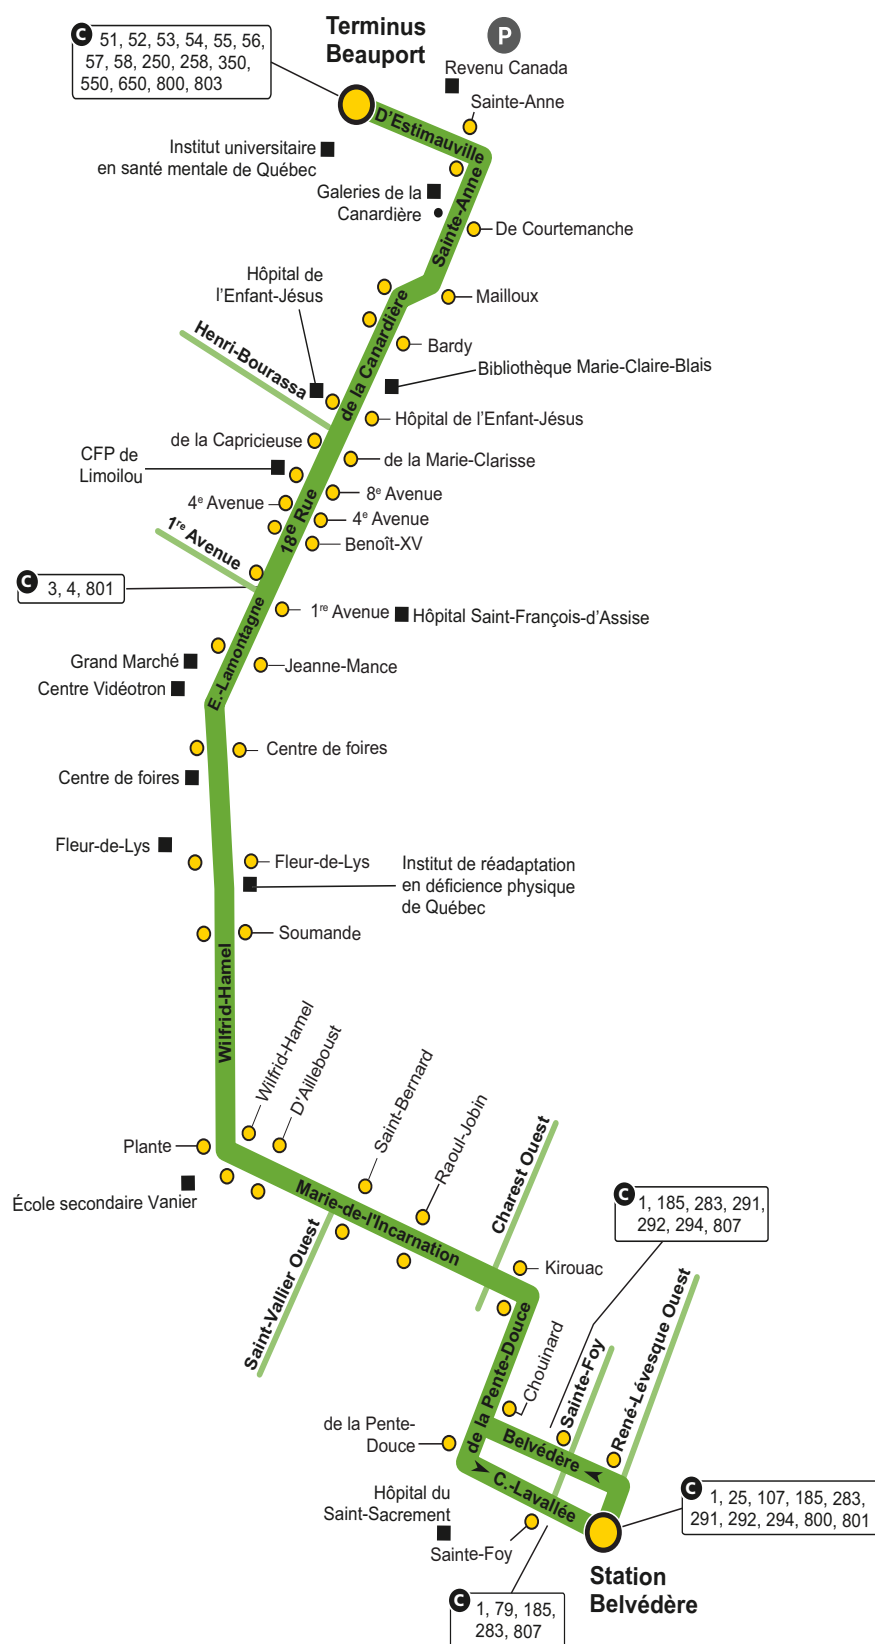 Terminus
Beauport
P
C 51, 52, 53, 54, 55, 56,
57, 58, 250, 258, 350,
550, 650, 800, 803
Revenu Canada
Sainte-Anne
D'Estimauville
Institut universitaire
en santé mentale de Québec
Galeries de la
Canardière
Sainte-Anne
De Courtemanche
Hôpital de
l'Enfant-Jésus
Mailloux
de la Canardière
Henri-Bourassa
Bardy
Bibliothèque Marie-Claire-Blais
Hôpital de l'Enfant-Jésus
de la Capricieuse
CFP de
Limoilou
de la Marie-Clarisse
8e Avenue
4e Avenue
18e Rue
4e Avenue
1re Avenue
Benoît-XV
C 3, 4, 801
1re Avenue
Hôpital Saint-François-d'Assise
E.-Lamontagne
Grand Marché
Jeanne-Mance
Centre Vidéotron
Centre de foires
Centre de foires
Fleur-de-Lys
Fleur-de-Lys
Institut de réadaptation
en déficience physique
de Québec
Soumande
Wilfrid-Hamel
Wilfrid-Hamel
D'Ailleboust
Saint-Bernard
Raoul-Jobin
Charest Ouest
Plante
École secondaire Vanier
Marie-de-l'Incarnation
Saint-Vallier Ouest
C 1, 185, 283, 291,
292, 294, 807
Kirouac
de la Pente-Douce
Chouinard
Sainte-Foy
René-Lévesque Ouest
de la Pente-
Douce
Belvédère
C.-Lavallée
Hôpital du
Saint-Sacrement
Sainte-Foy
C 1, 25, 107, 185, 283,
291, 292, 294, 800, 801
Station
Belvédère
C 1, 79, 185,
283, 807